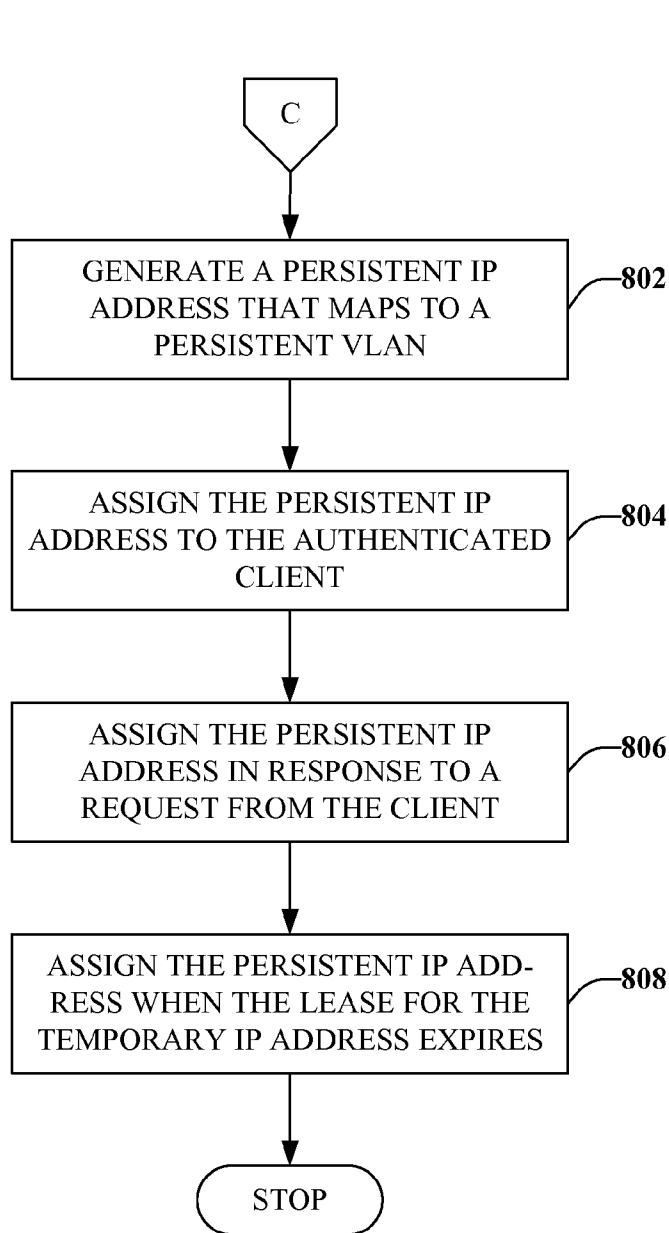 C
GENERATE A PERSISTENT IP
ADDRESS THAT MAPS TO A
PERSISTENT VLAN
802
ASSIGN THE PERSISTENT IP
ADDRESS TO THE AUTHENTICATED
CLIENT
804
ASSIGN THE PERSISTENT IP
ADDRESS IN RESPONSE TO A
REQUEST FROM THE CLIENT
806
ASSIGN THE PERSISTENT IP ADD-
RESS WHEN THE LEASE FOR THE
TEMPORARY IP ADDRESS EXPIRES
808
STOP